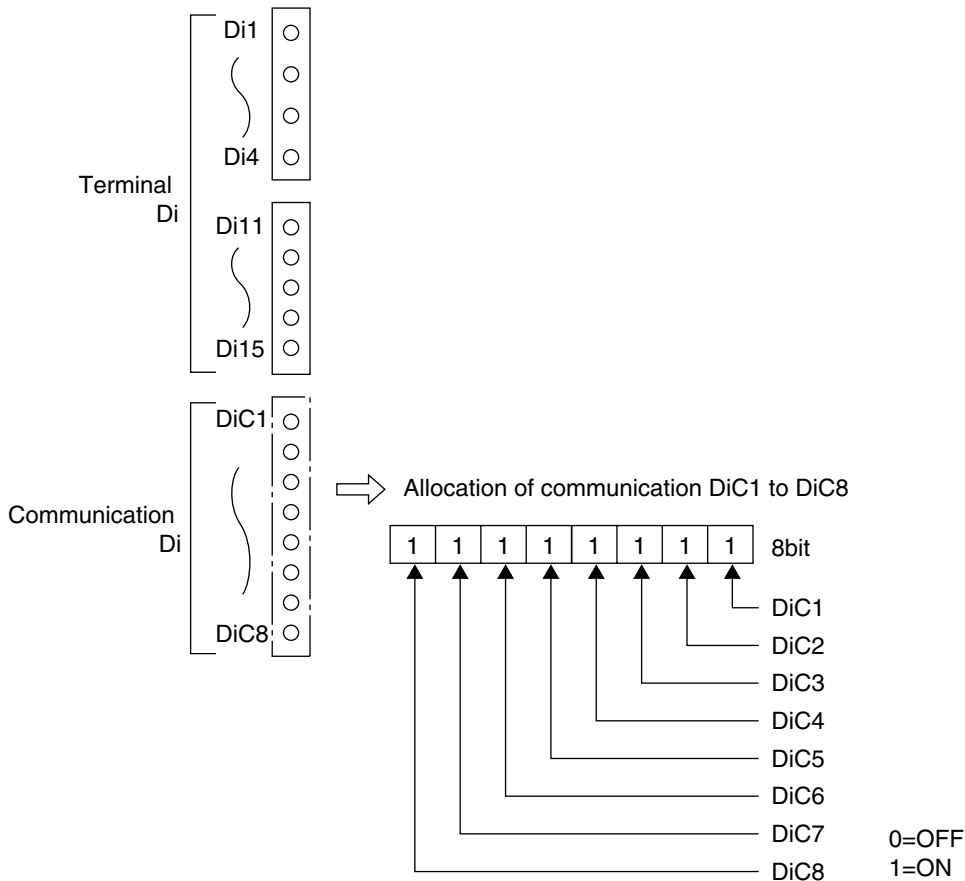 Di1
Di4
Terminal
Di
Di11
Di15
DiC1
Communication
Di
DiC8
Allocation of communication DiC1 to DiC8
1 1 1 1 1 1 1 1 8bit
DiC1
DiC2
DiC3
DiC4
DiC5
DiC6
DiC7
DiC8
0=OFF
1=ON